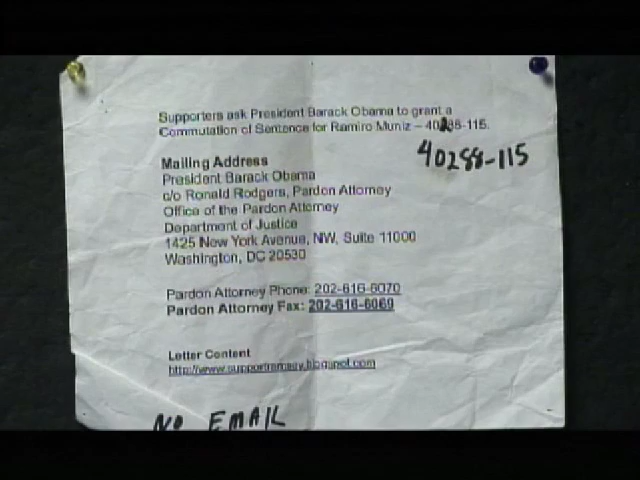 Supporters ask President Barack Obama to grant a
Commutation of Sentence for Ramiro Muniz – 40288-115.
40288-115
Mailing Address
President Barack Obama
c/o Ronald Rodgers, Pardon Attorney
Office of the Pardon Attorney
Department of Justice
1425 New York Avenue, NW, Suite 11000
Washington, DC 20530
Pardon Attorney Phone: 202-616-6070
Pardon Attorney Fax: 202-616-6069
Letter Content
NO EMAIL